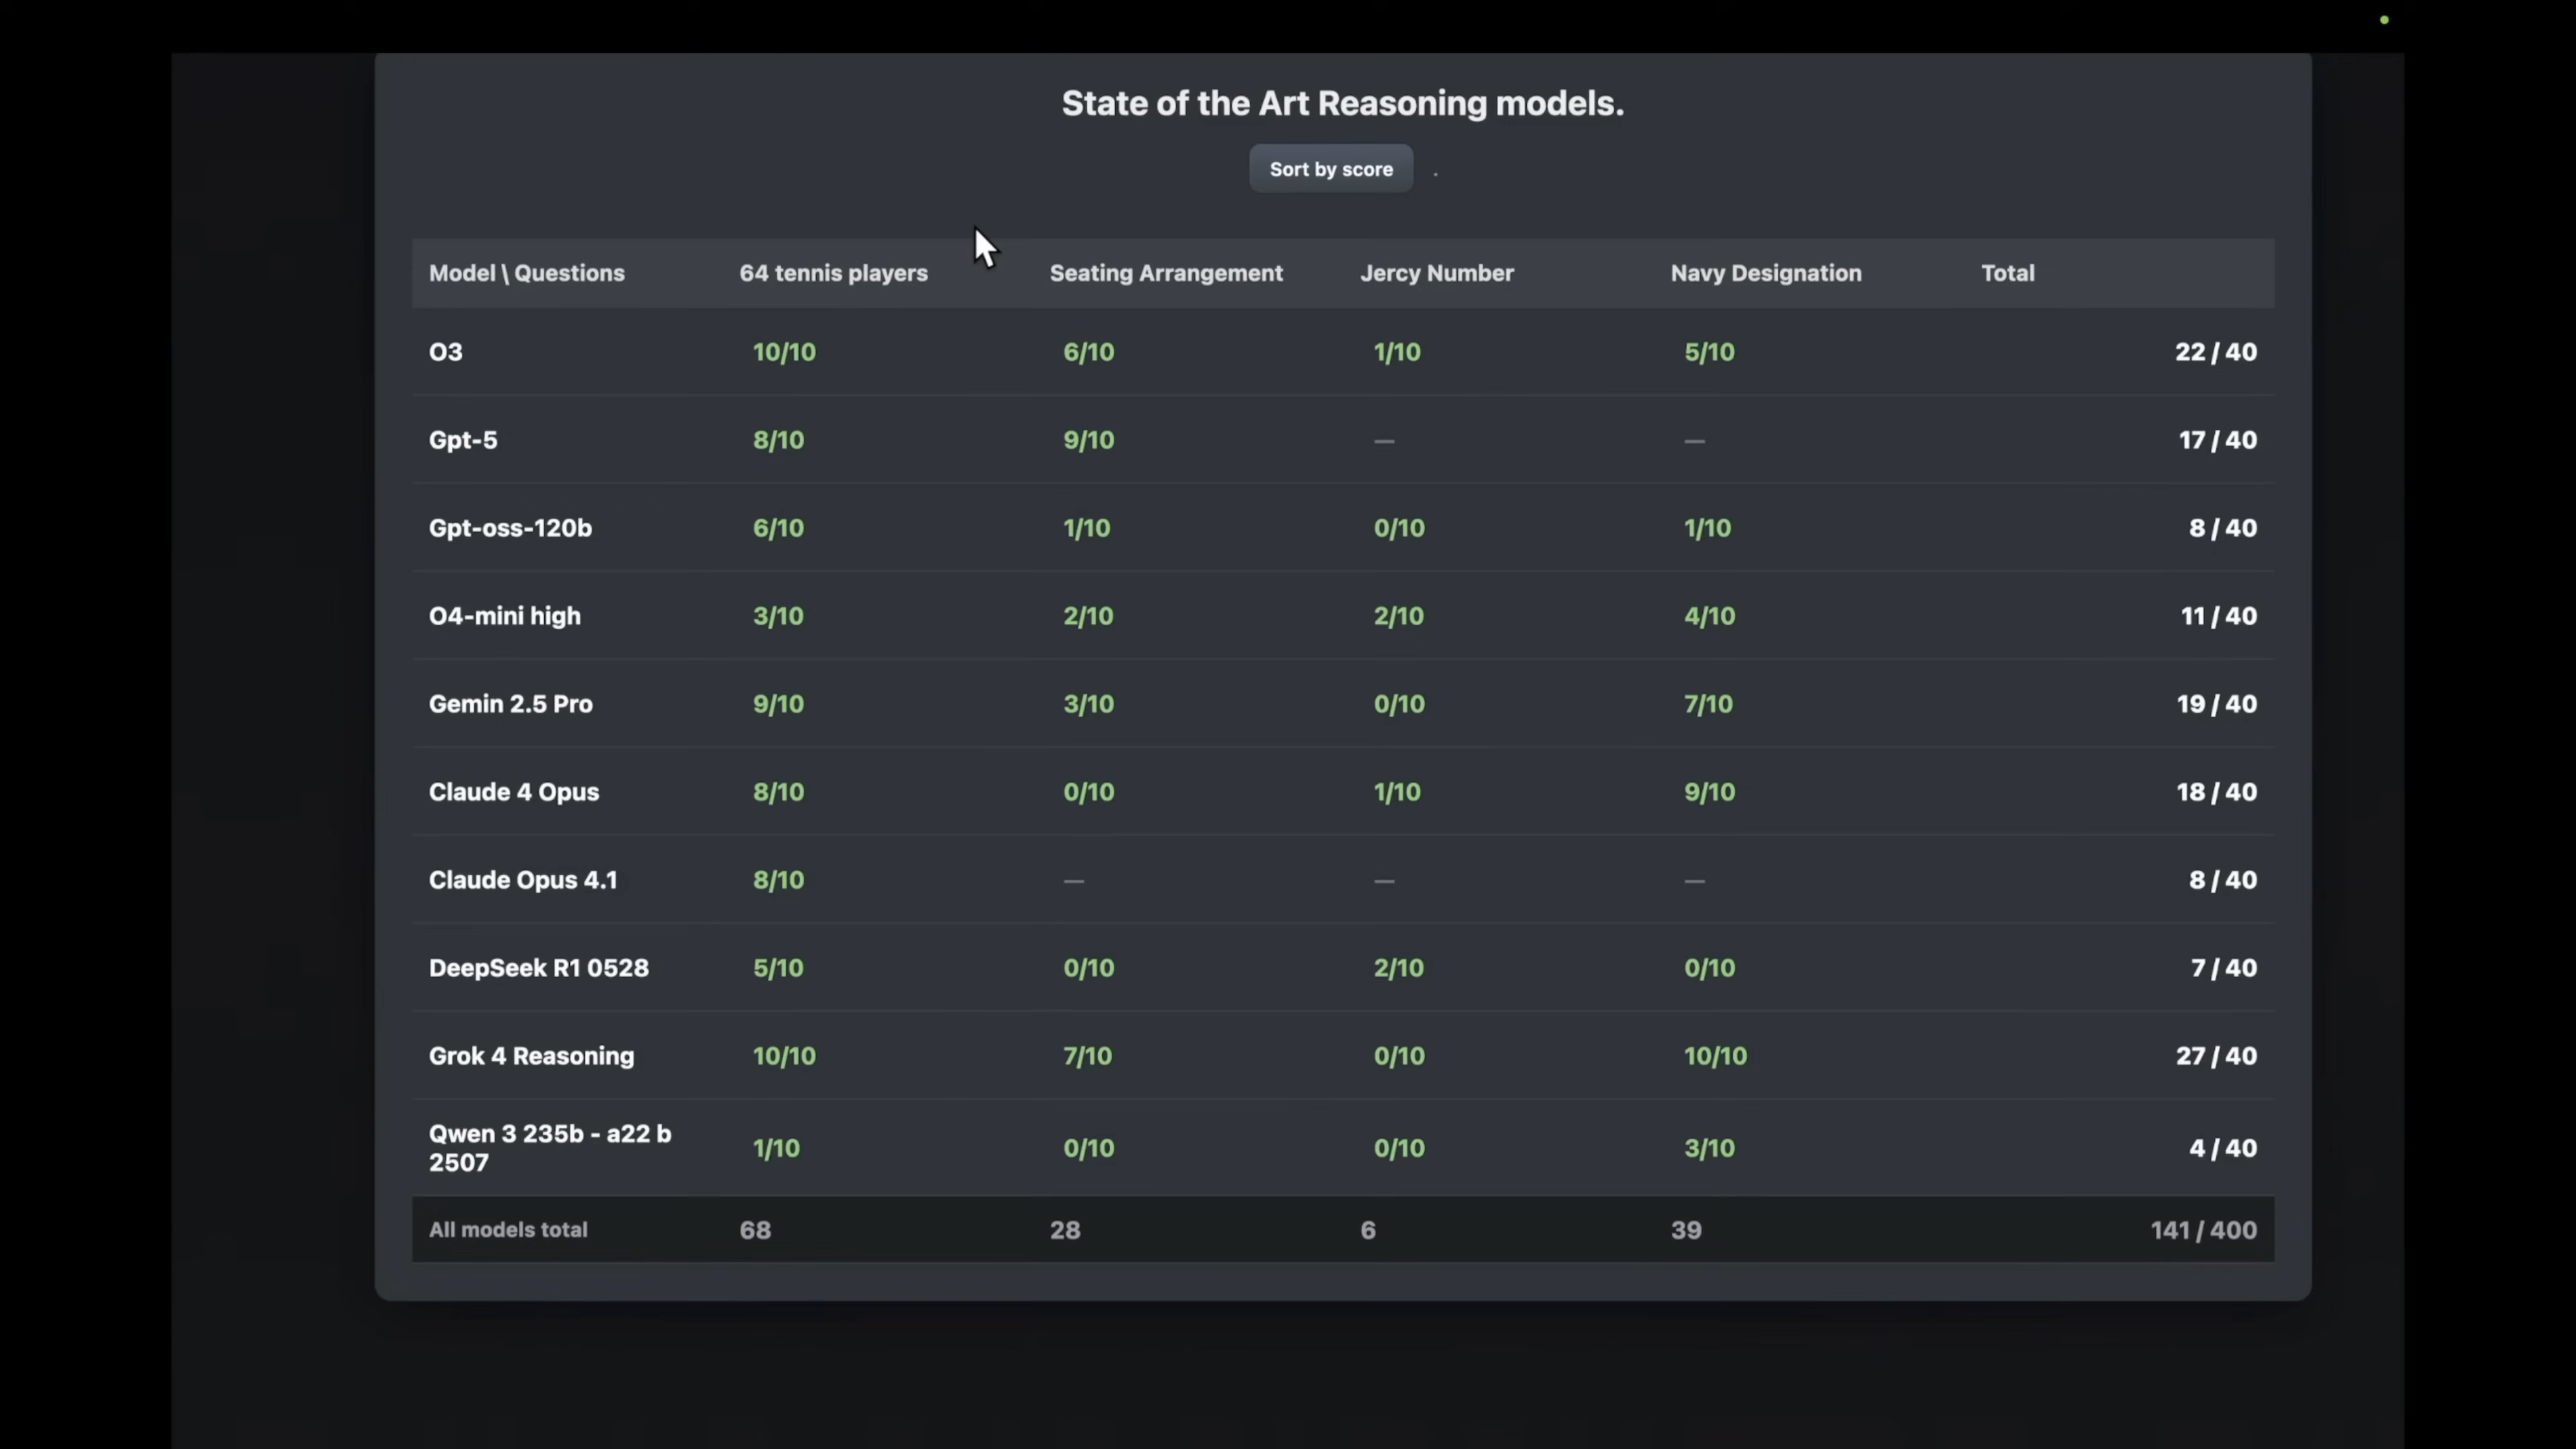 State of the Art Reasoning models.
Sort by score .
Model \ Questions 64 tennis players Seating Arrangement Jercy Number Navy Designation Total
O3 10/10 6/10 1/10 5/10 22 / 40
Gpt-5 8/10 9/10 — — 17 / 40
Gpt-oss-120b 6/10 1/10 0/10 1/10 8 / 40
O4-mini high 3/10 2/10 2/10 4/10 11 / 40
Gemin 2.5 Pro 9/10 3/10 0/10 7/10 19 / 40
Claude 4 Opus 8/10 0/10 1/10 9/10 18 / 40
Claude Opus 4.1 8/10 — — — 8 / 40
DeepSeek R1 0528 5/10 0/10 2/10 0/10 7 / 40
Grok 4 Reasoning 10/10 7/10 0/10 10/10 27 / 40
Qwen 3 235b - a22 b
2507 1/10 0/10 0/10 3/10 4 / 40
All models total 68 28 6 39 141 / 400